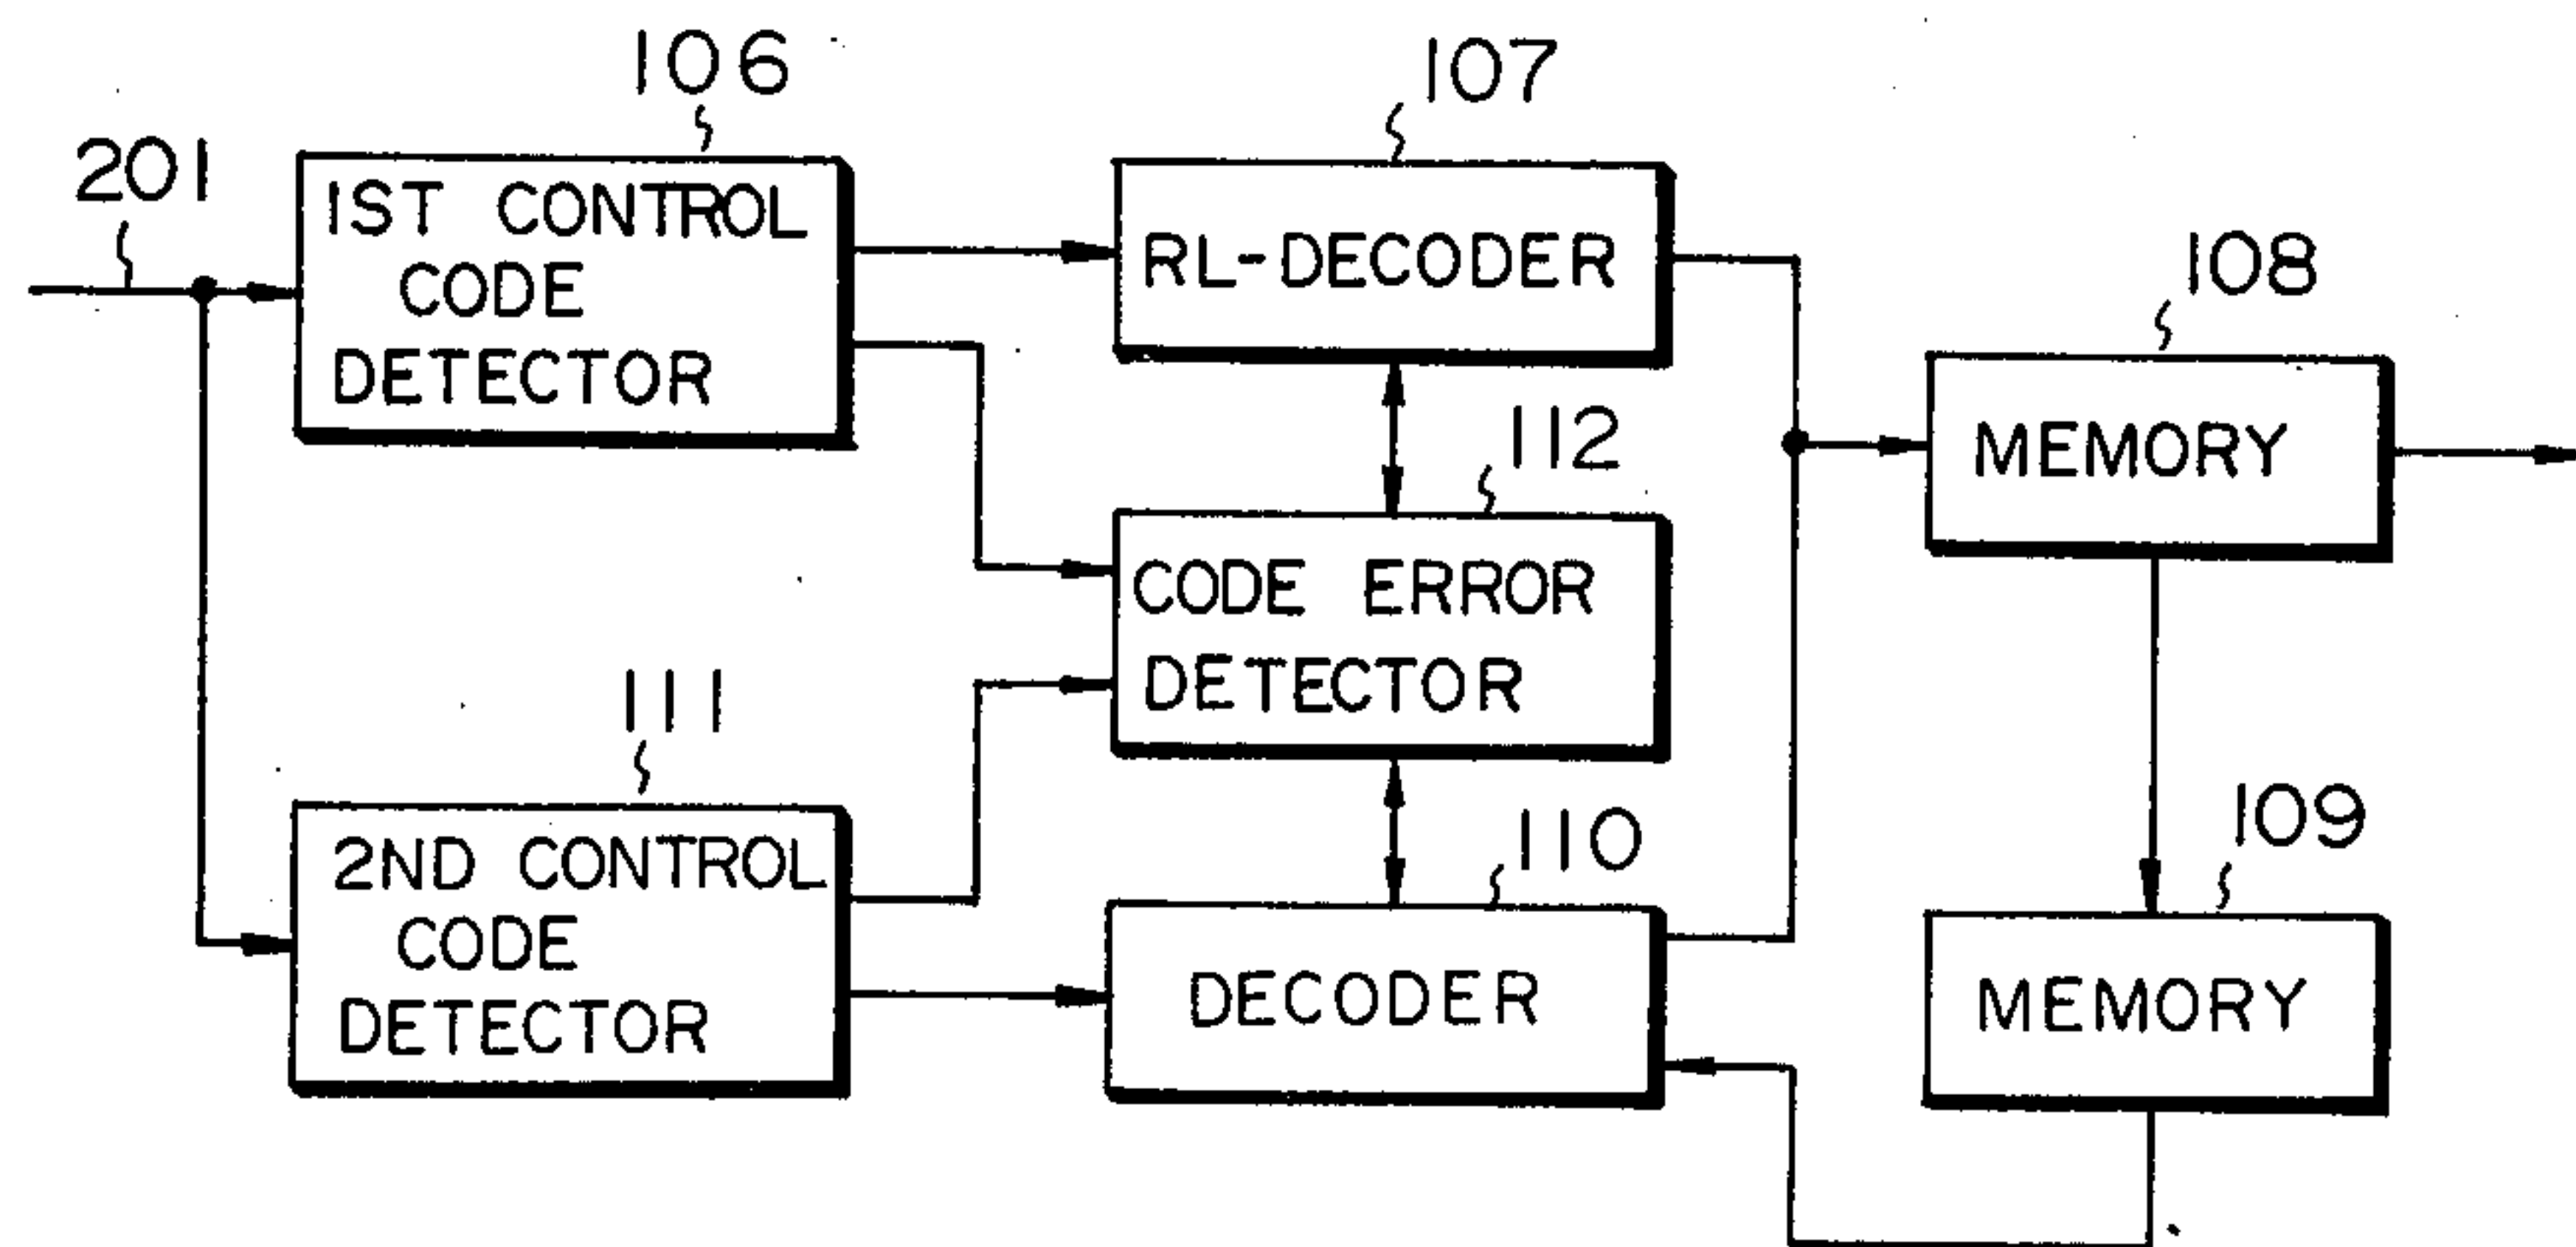 106
107
201
1ST CONTROL
CODE
DETECTOR
RL-DECODER
108
112
MEMORY
CODE ERROR
DETECTOR
111
110
109
2ND CONTROL
CODE
DETECTOR
DECODER
MEMORY